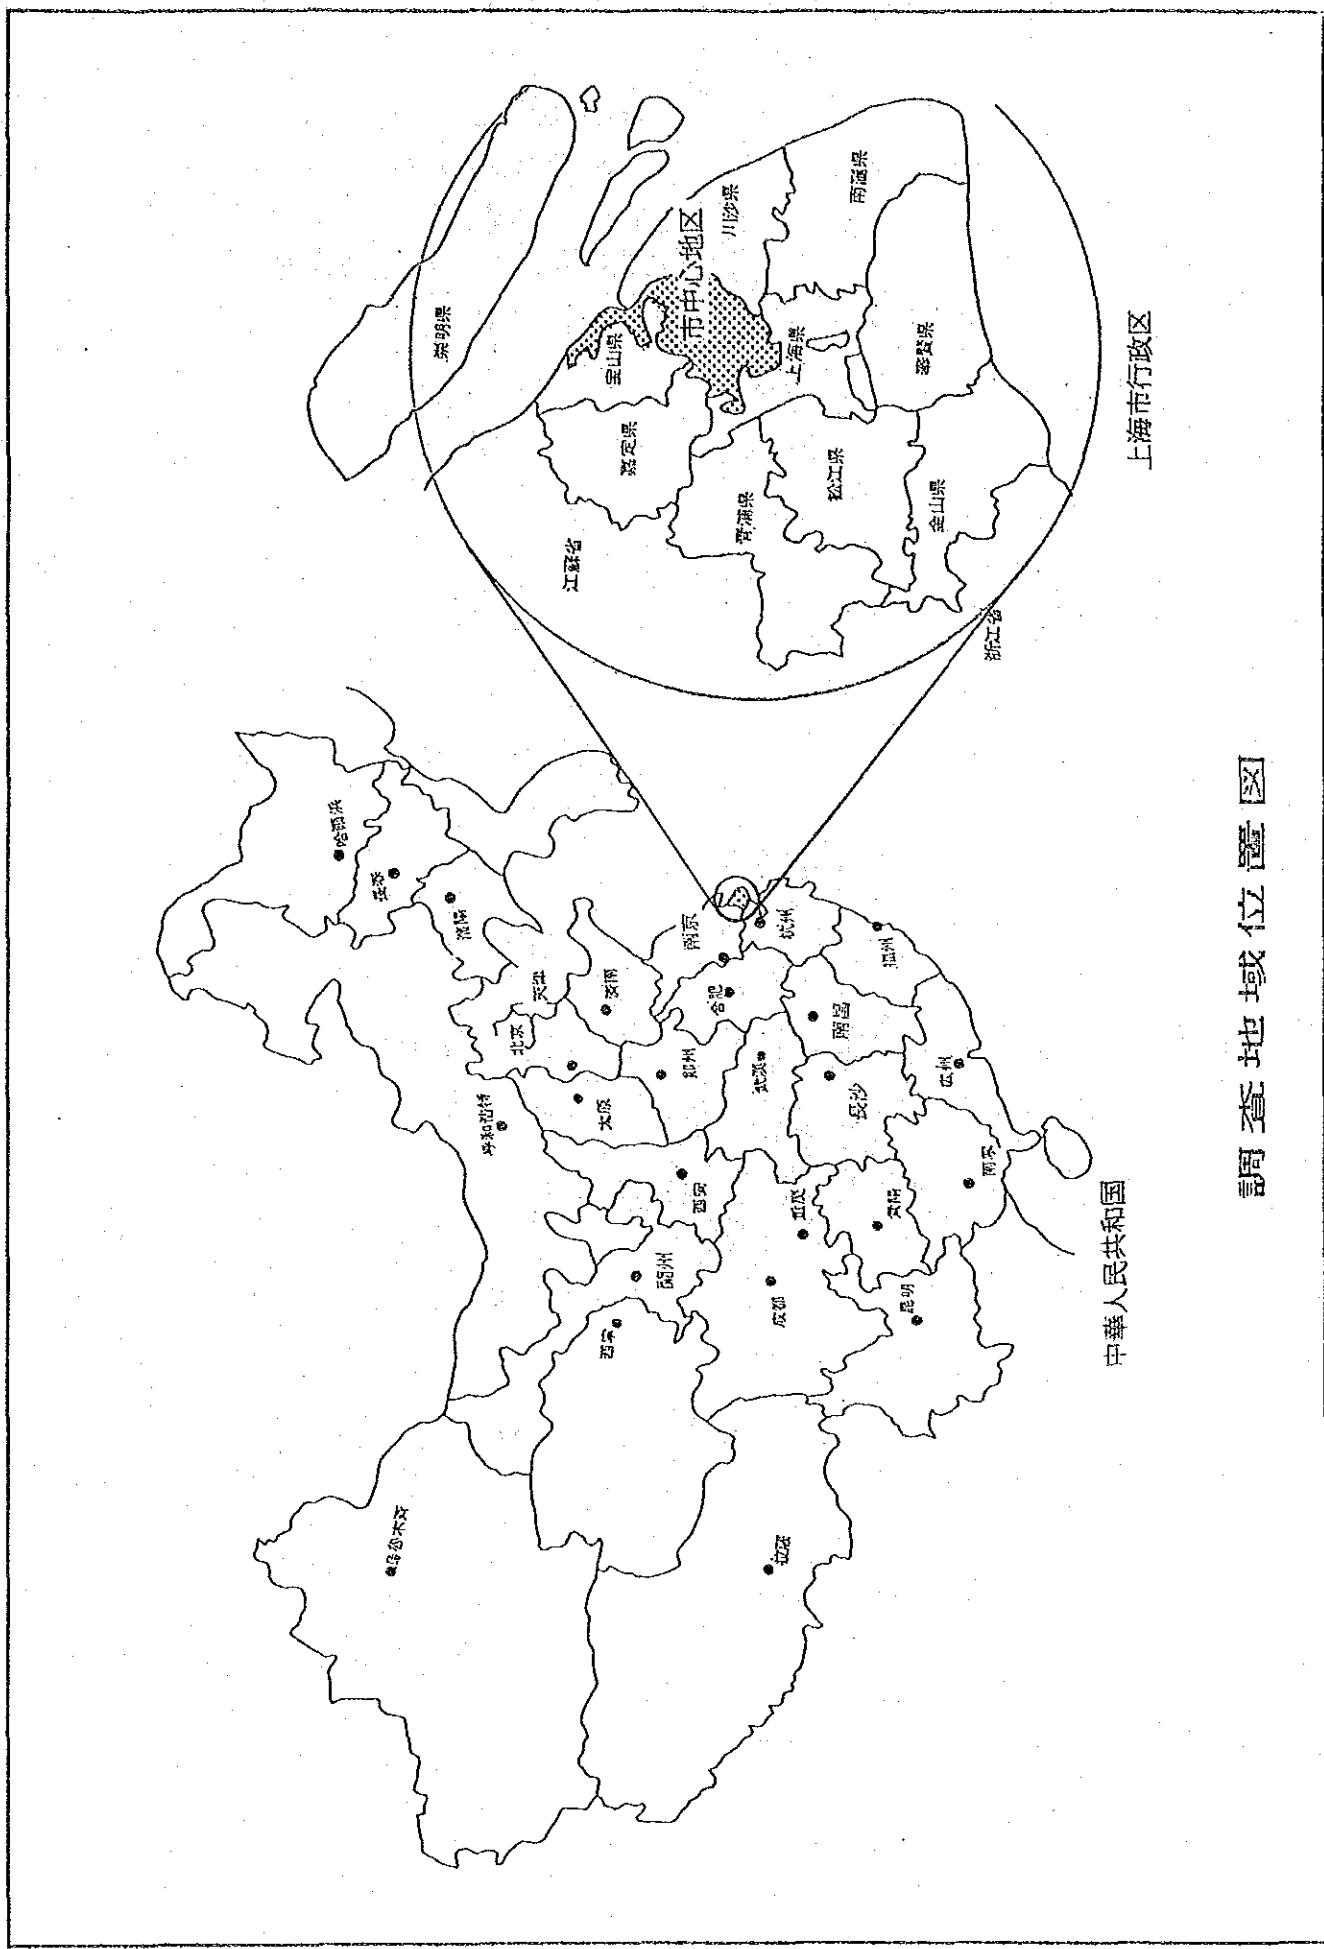 哈爾浜
長春
瀋陽
呼和浩特
北京
天津
烏魯木斉
太原
済南
西寧
蘭州
西安
鄭州
南京
合肥
拉薩
成都
重慶
武漢
杭州
長沙
南昌
貴陽
昆明
福州
広州
南寧
中華人民共和国
崇明県
江蘇省
宝山県
嘉定県
市中心地区
川沙県
青浦県
上海県
松江県
南滙県
奉賢県
金山県
浙江省
上海市行政区
調査地域位置図